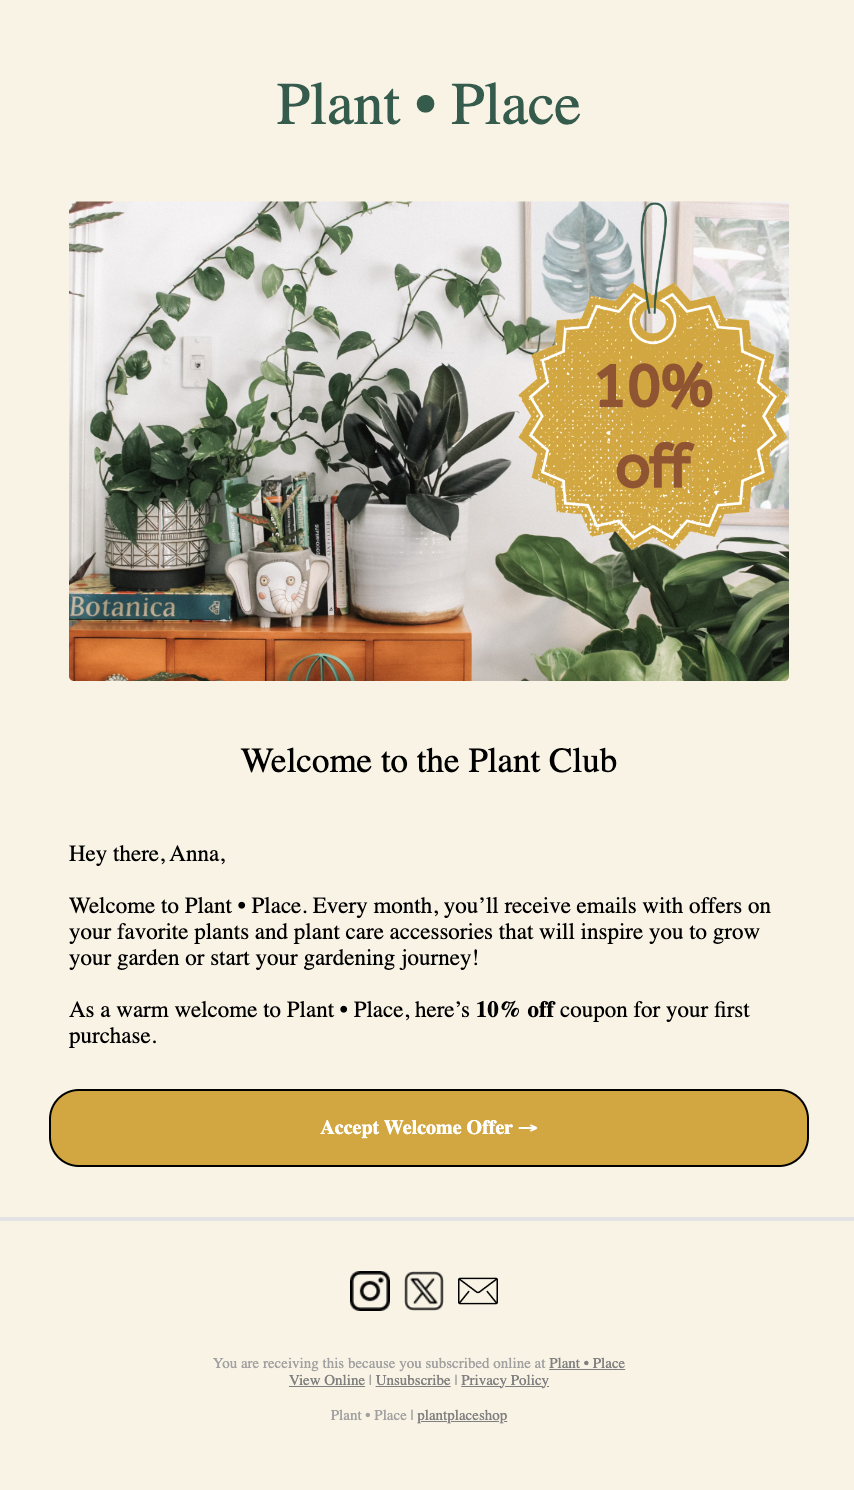 Plant • Place
10%
off
Botanica
Welcome to the Plant Club
Hey there, Anna,
Welcome to Plant • Place. Every month, you’ll receive emails with offers on
your favorite plants and plant care accessories that will inspire you to grow
your garden or start your gardening journey!
As a warm welcome to Plant • Place, here’s 10% off coupon for your first
purchase.
Accept Welcome Offer →
You are receiving this because you subscribed online at Plant • Place
View Online | Unsubscribe | Privacy Policy
Plant • Place | plantplaceshop